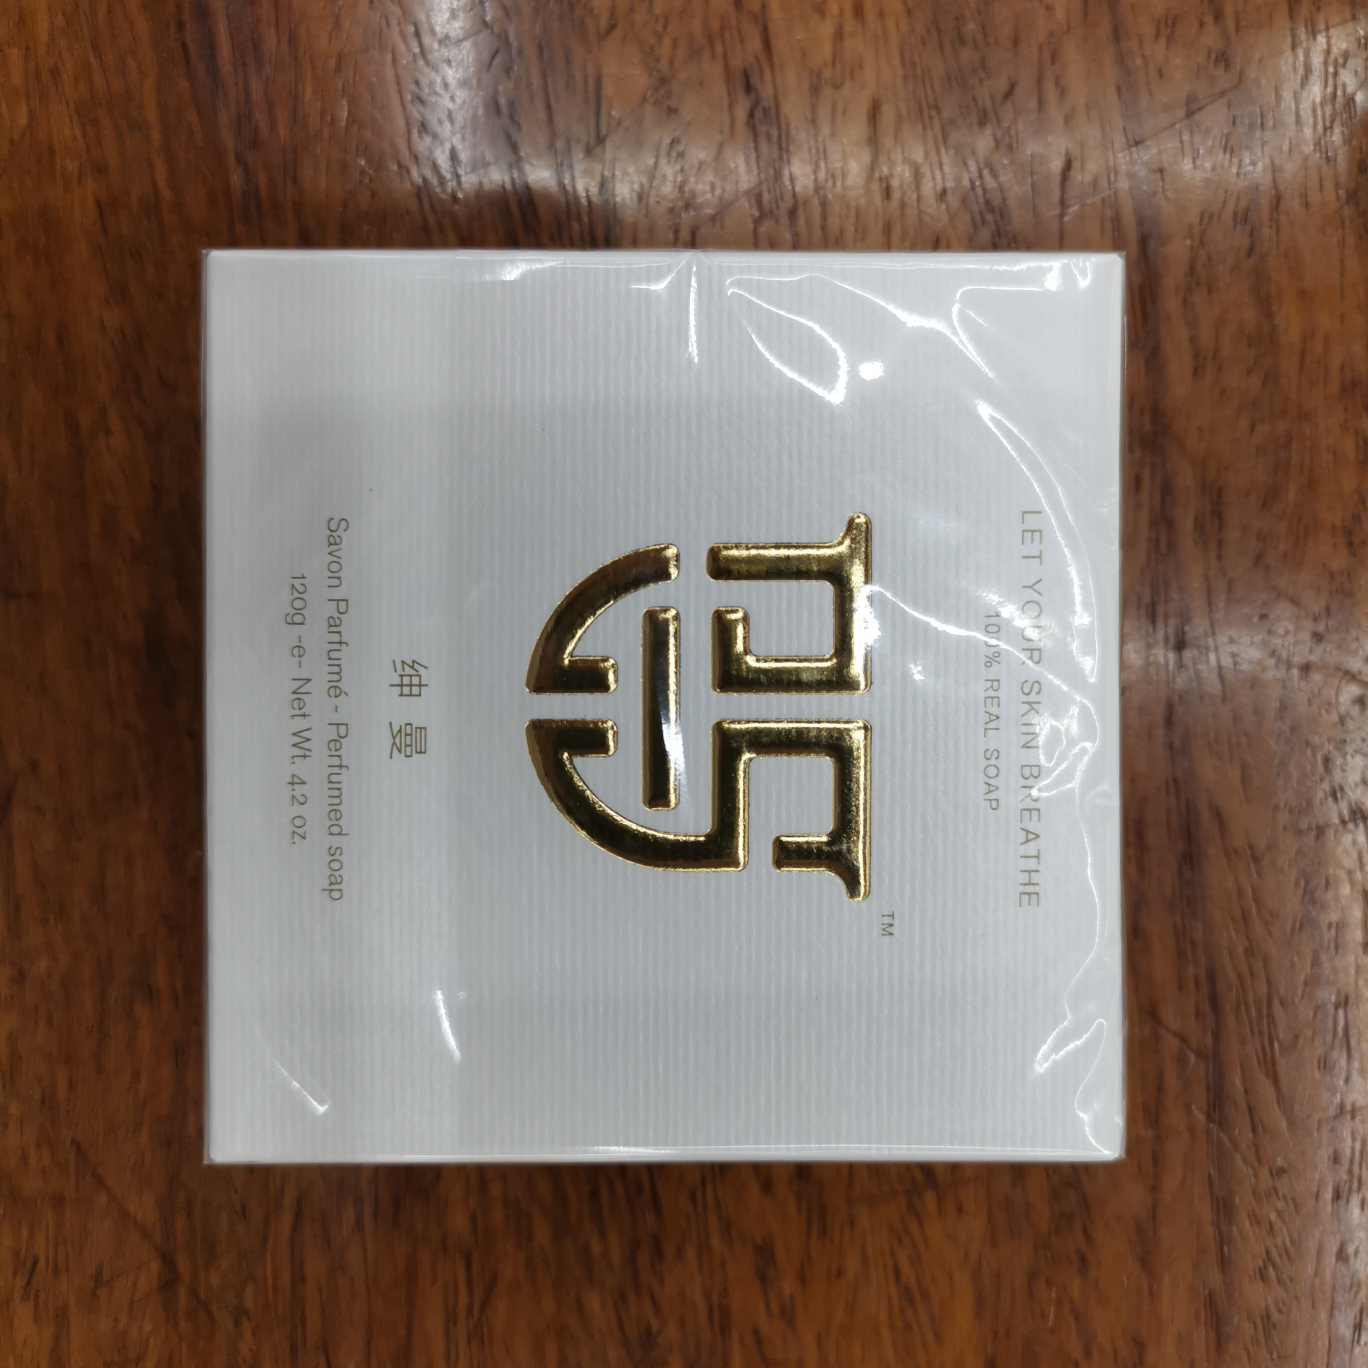 LET YOUR SKIN BREATHE
100% REAL SOAP
TM
绅曼
Savon Parfumé - Perfumed soap
120g -e- Net Wt. 4.2 oz.